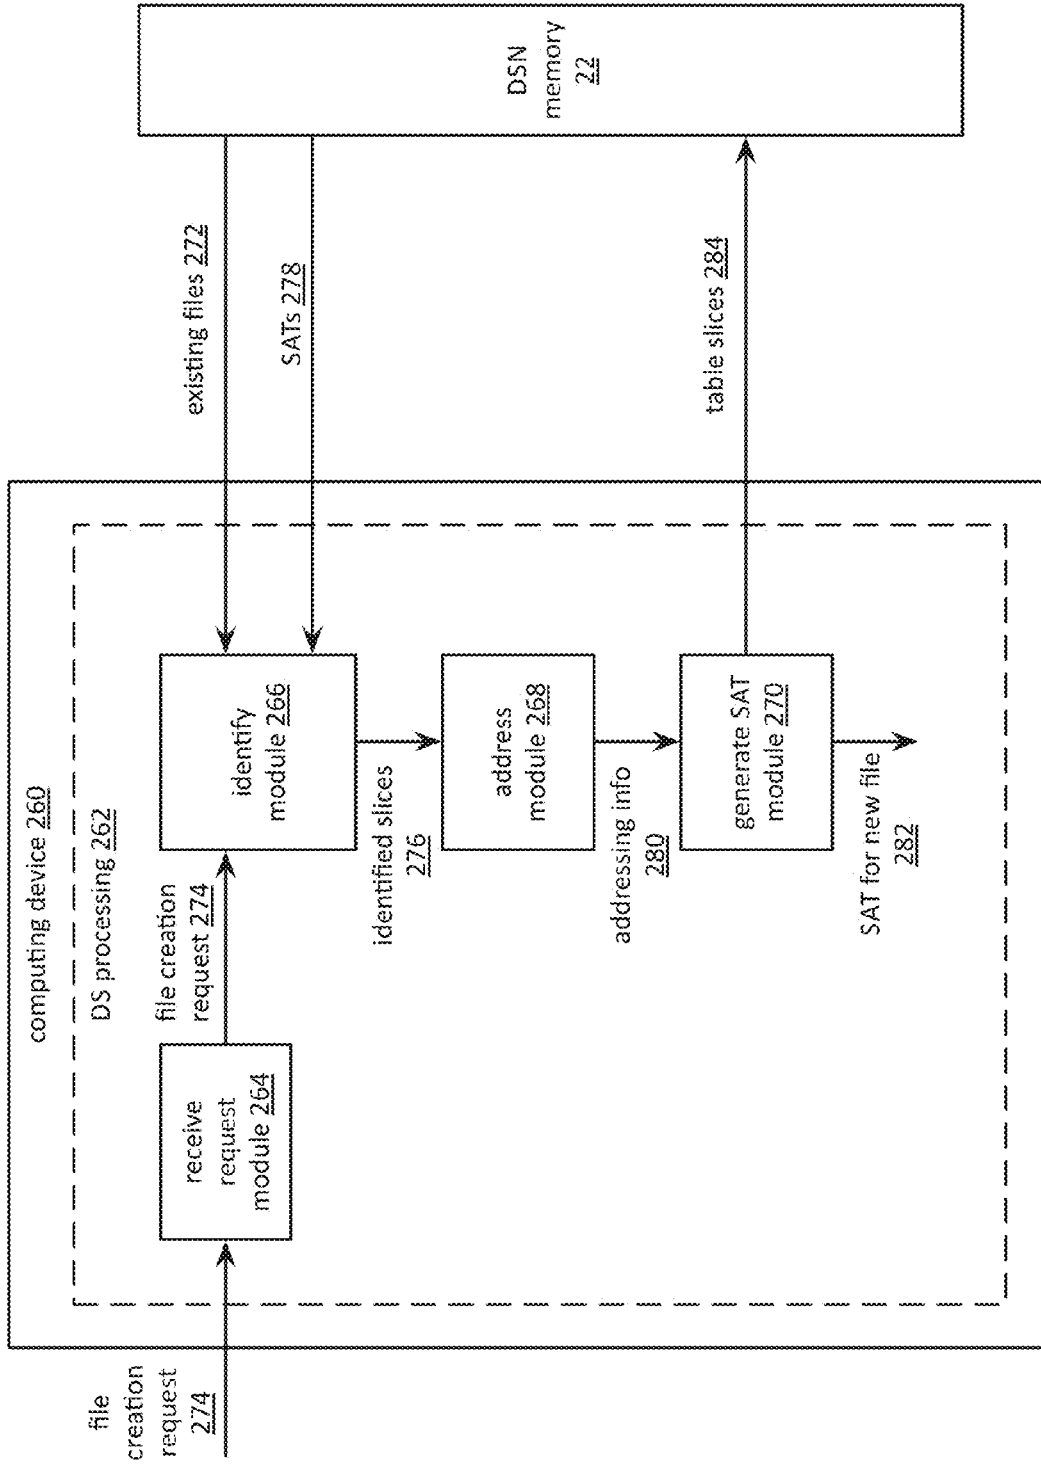 computing device 260
DS processing 262
file
creation
request
274
receive
request
module 264
file creation
request 274
identify
module 266
existing files 272
SATs 278
DSN
memory
22
identified slices
276
address
module 268
addressing info
280
generate SAT
module 270
table slices 284
SAT for new file
282